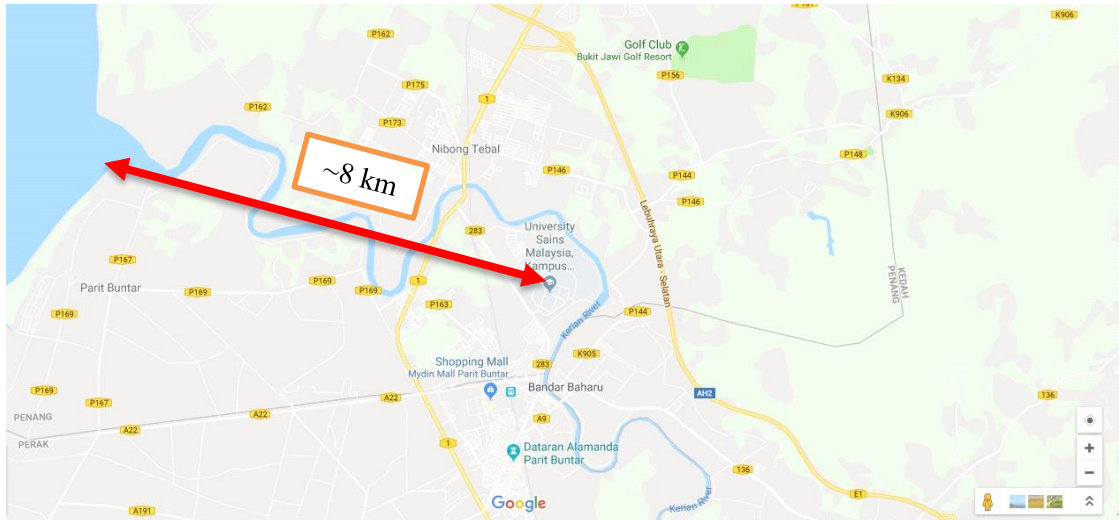 P161
K906
P162
Golf Club
Bukit Jawi Golf Resort
P156
K134
P175
1
P162
K906
P173
Nibong Tebal
P148
~8 km
P146
P144
P146
Lebuhraya Utara - Selatan
283
University
Sains
Malaysia,
Kampus...
P167
KEDAH
PENANG
Parit Buntar
P169
P169
P169
1
P163
P169
Kerian River
P144
Shopping Mall
Mydin Mall Parit Buntar
283
K905
Bandar Baharu
P169
A22
AH2
136
P167
PENANG
A22
A9
A22
PERAK
1
Dataran Alamanda
Parit Buntar
136
Google
Kerian River
E1
A191